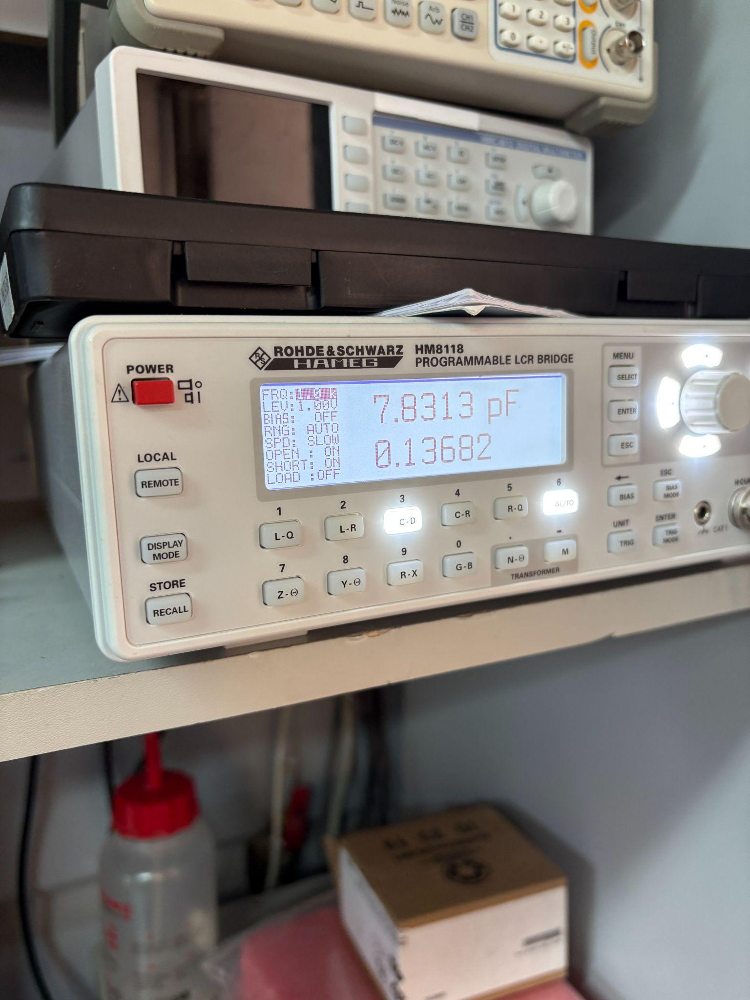 Noise
Arb
CH1
CH2
1
2
3
0
.
+/-
Output
ROHDE & SCHWARZ
HAMEG
HM8118
PROGRAMMABLE LCR BRIDGE
POWER
FRQ:
LEV:1.00V
BIAS: OFF
RNG: AUTO
SPD: SLOW
OPEN : ON
SHORT: ON
LOAD :OFF
7.8313 pF
0.13682
MENU
SELECT
ENTER
ESC
LOCAL
REMOTE
DISPLAY
MODE
STORE
RECALL
1
L-Q
2
L-R
3
C-D
4
C-R
5
R-Q
6
AUTO
7
Z-Θ
8
Y-Θ
9
R-X
0
G-B
.
N-Θ
-
M
TRANSFORMER
BIAS
ESC
BIAS
MODE
UNIT
TRIG
ENTER
TRIG
MODE
HCUR